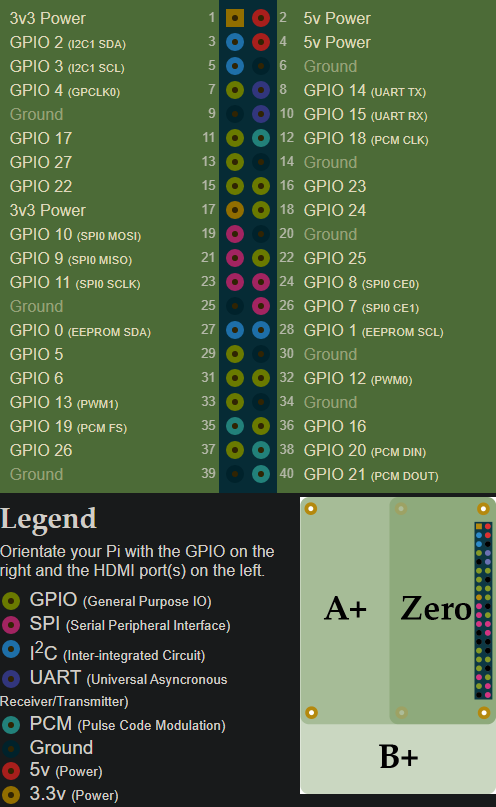 3v3 Power 1 2 5v Power
GPIO 2 (I2C1 SDA) 3 4 5v Power
GPIO 3 (I2C1 SCL) 5 6 Ground
GPIO 4 (GPCLK0) 7 8 GPIO 14 (UART TX)
Ground 9 10 GPIO 15 (UART RX)
GPIO 17 11 12 GPIO 18 (PCM CLK)
GPIO 27 13 14 Ground
GPIO 22 15 16 GPIO 23
3v3 Power 17 18 GPIO 24
GPIO 10 (SPI0 MOSI) 19 20 Ground
GPIO 9 (SPI0 MISO) 21 22 GPIO 25
GPIO 11 (SPI0 SCLK) 23 24 GPIO 8 (SPI0 CE0)
Ground 25 26 GPIO 7 (SPI0 CE1)
GPIO 0 (EEPROM SDA) 27 28 GPIO 1 (EEPROM SCL)
GPIO 5 29 30 Ground
GPIO 6 31 32 GPIO 12 (PWM0)
GPIO 13 (PWM1) 33 34 Ground
GPIO 19 (PCM FS) 35 36 GPIO 16
GPIO 26 37 38 GPIO 20 (PCM DIN)
Ground 39 40 GPIO 21 (PCM DOUT)
Legend
Orientate your Pi with the GPIO on the
right and the HDMI port(s) on the left.
GPIO (General Purpose IO)
SPI (Serial Peripheral Interface)
I²C (Inter-integrated Circuit)
UART (Universal Asyncronous
Receiver/Transmitter)
PCM (Pulse Code Modulation)
Ground
5v (Power)
3.3v (Power)
A+ Zero
B+